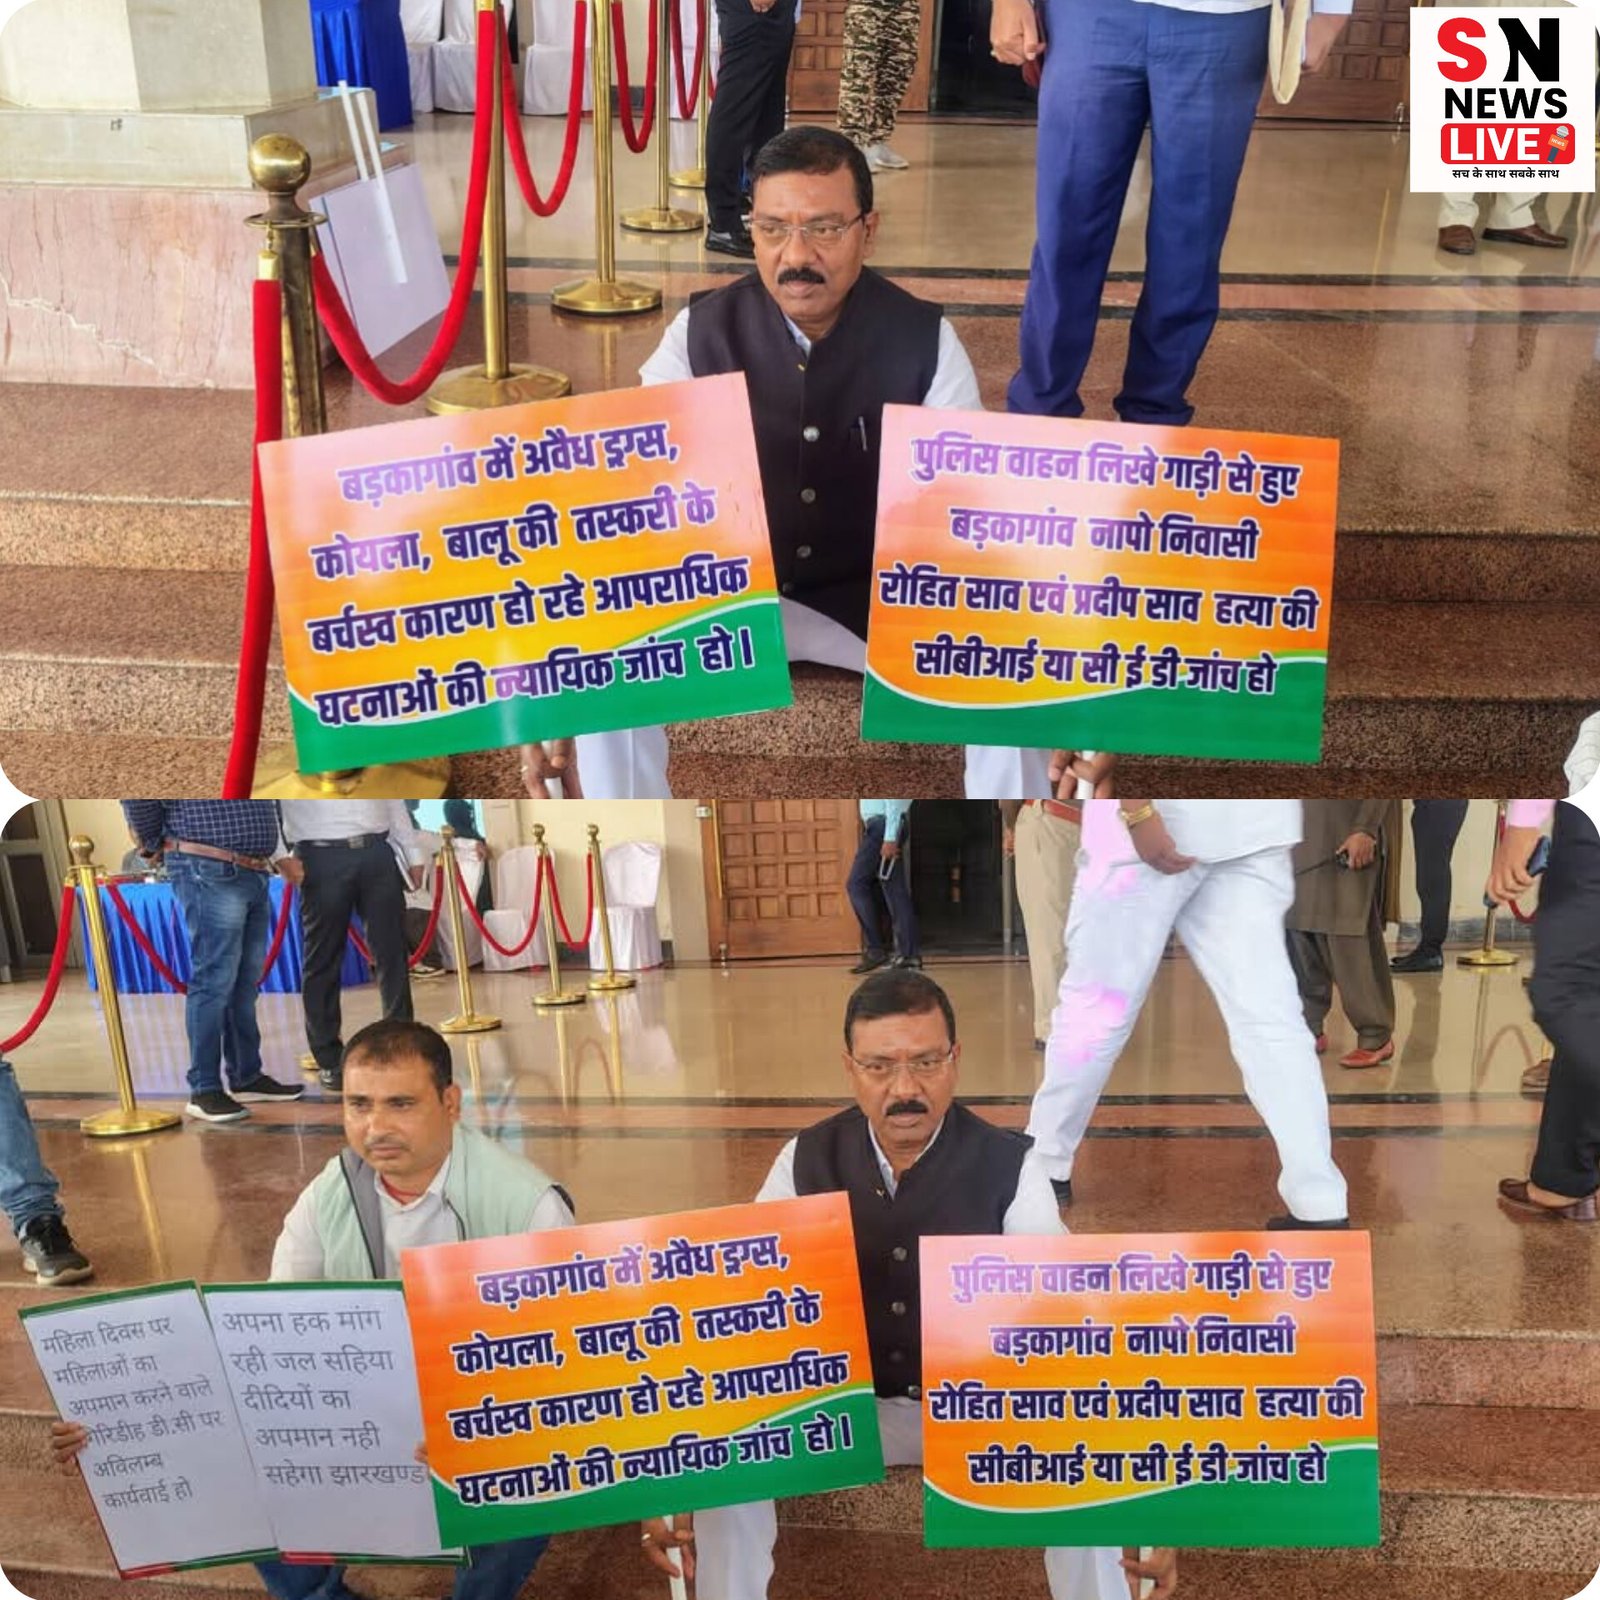 SN
NEWS
LIVE
सच के साथ सबके साथ
बड़कागांव में अवैध ड्रग्स,
कोयला, बालू की तस्करी के
बर्चस्व कारण हो रहे आपराधिक
घटनाओं की न्यायिक जांच हो।
पुलिस वाहन लिखे गाड़ी से हुए
बड़कागांव नापो निवासी
रोहित साव एवं प्रदीप साव हत्या की
सीबीआई या सी ई डी जांच हो
महिला दिवस पर
महिलाओं का
अपमान करने वाले
गिरिडीह डी.सी पर
अविलम्ब
कार्यवाई हो
अपना हक मांग
रही जल सहिया
दीदियों का
अपमान नही
सहेगा झारखण्ड
बड़कागांव में अवैध ड्रग्स,
कोयला, बालू की तस्करी के
बर्चस्व कारण हो रहे आपराधिक
घटनाओं की न्यायिक जांच हो।
पुलिस वाहन लिखे गाड़ी से हुए
बड़कागांव नापो निवासी
रोहित साव एवं प्रदीप साव हत्या की
सीबीआई या सी ई डी जांच हो